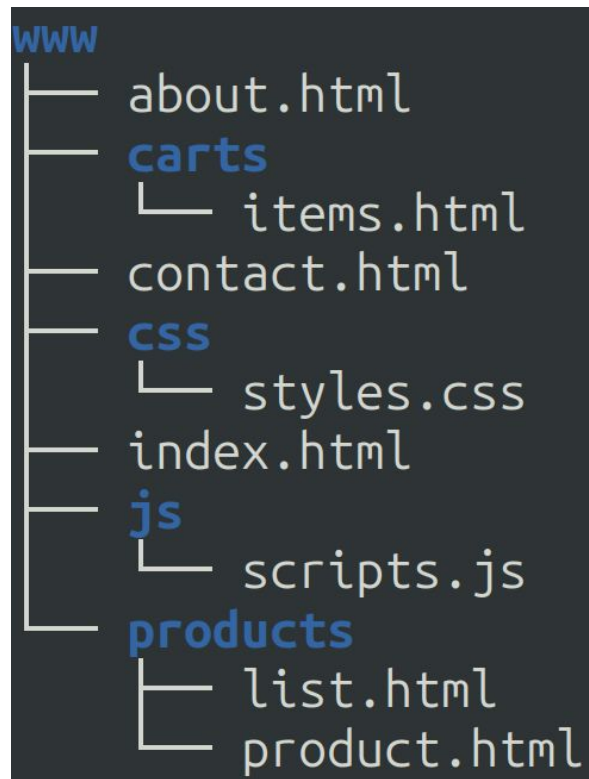 www
about.html
carts
items.html
contact.html
css
styles.css
index.html
js
scripts.js
products
list.html
product.html